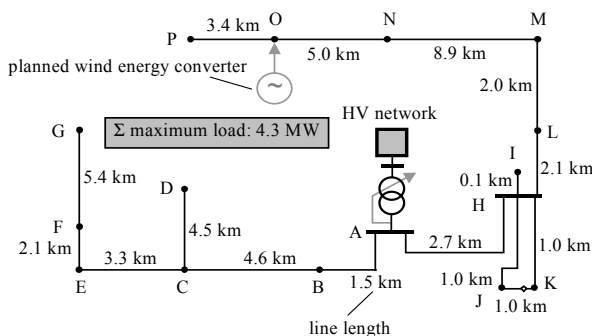 3.4 km
O
N
M
P
5.0 km
8.9 km
planned wind energy converter
~
2.0 km
Σ maximum load: 4.3 MW
HV network
G
L
I
5.4 km
D
0.1 km
2.1 km
H
F
4.5 km
A
2.7 km
1.0 km
2.1 km
3.3 km
4.6 km
1.0 km
E
C
B
1.5 km
J
K
1.0 km
line length